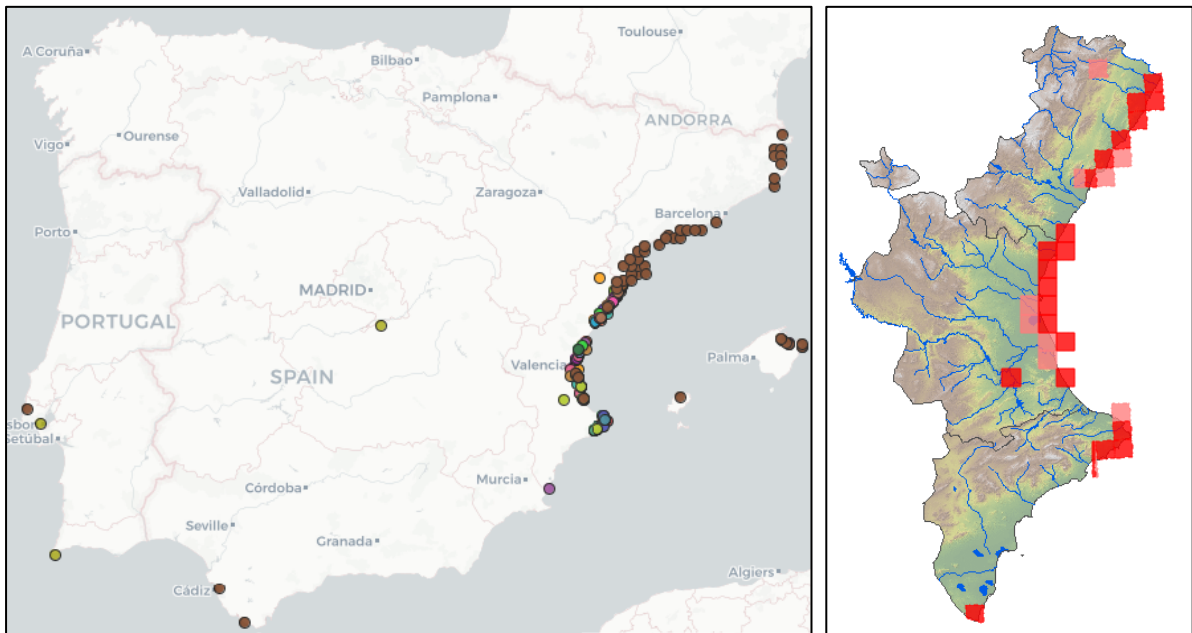 Toulouse
A Coruña
Bilbao
Pamplona
ANDORRA
Ourense
Vigo
Valladolid
Zaragoza
Barcelona
Porto
MADRID
PORTUGAL
Valencia
Palma
SPAIN
Setúbal
Murcia
Córdoba
Seville
Granada
Algiers
Cádiz